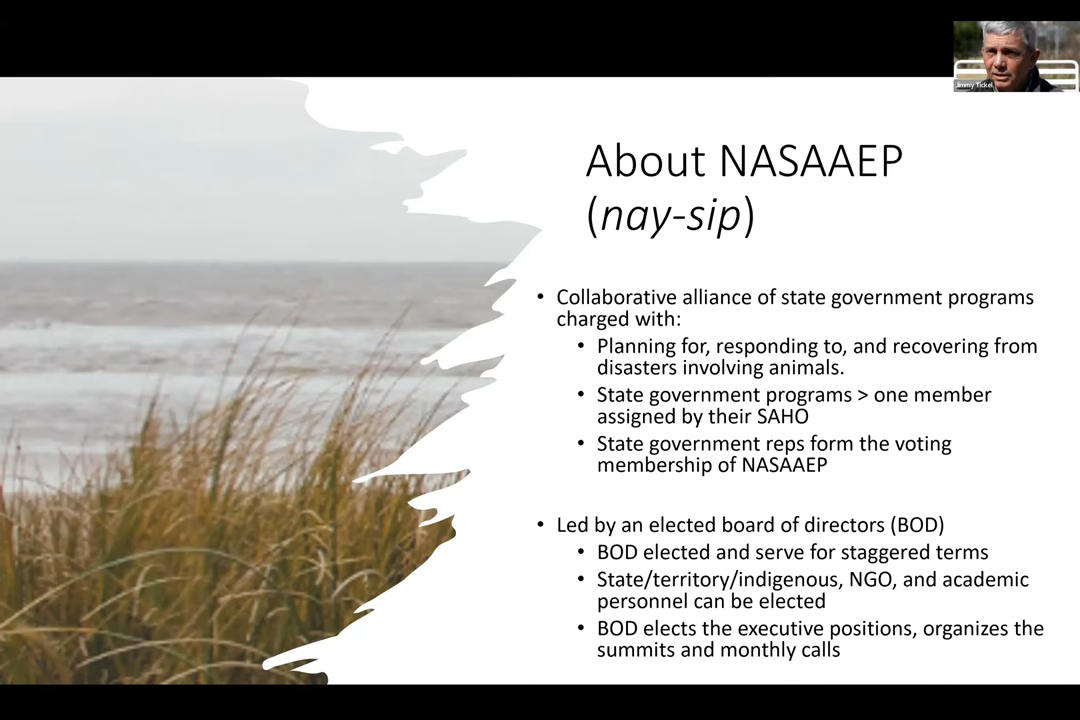 Jimmy Tickel
About NASAAEP
(nay-sip)
• Collaborative alliance of state government programs
charged with:
• Planning for, responding to, and recovering from
disasters involving animals.
• State government programs > one member
assigned by their SAHO
• State government reps form the voting
membership of NASAAEP
• Led by an elected board of directors (BOD)
• BOD elected and serve for staggered terms
• State/territory/indigenous, NGO, and academic
personnel can be elected
• BOD elects the executive positions, organizes the
summits and monthly calls